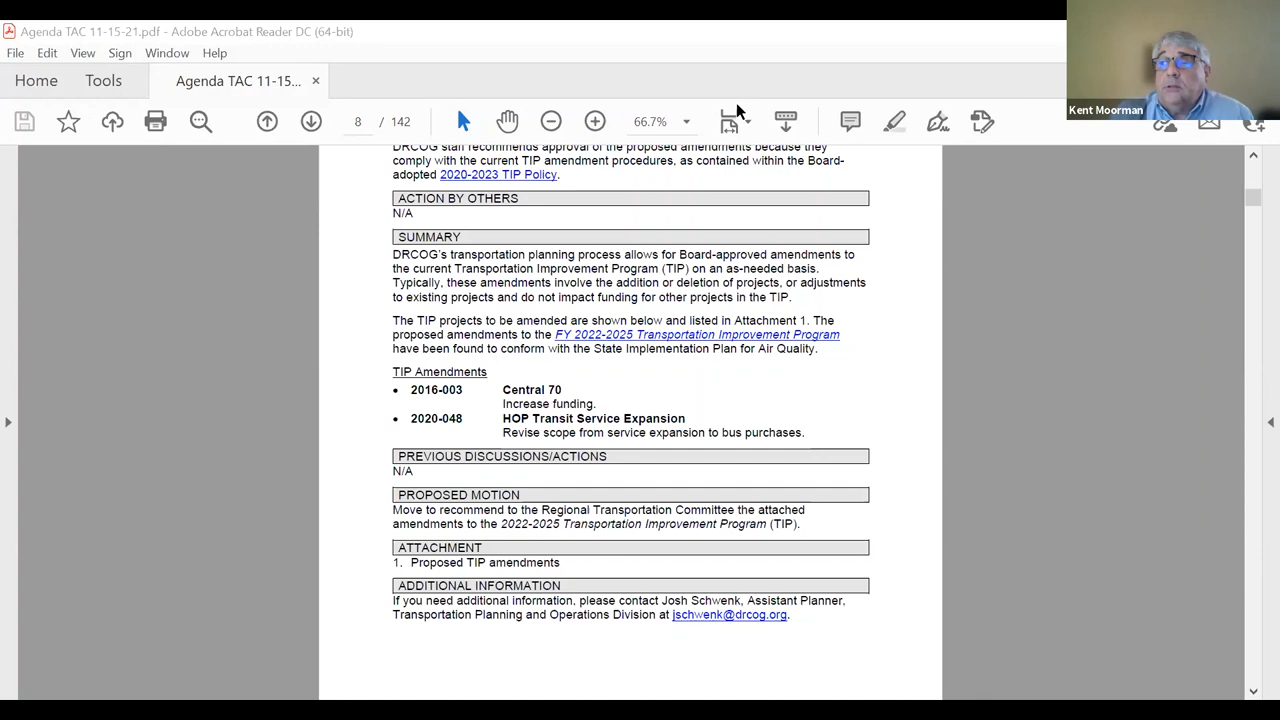 Agenda TAC 11-15-21.pdf - Adobe Acrobat Reader DC (64-bit)
File Edit View Sign Window Help
Home Tools Agenda TAC 11-15... ×
Kent Moorman
8 / 142 66.7%
DRCOG staff recommends approval of the proposed amendments because they
comply with the current TIP amendment procedures, as contained within the Board-
adopted 2020-2023 TIP Policy.
ACTION BY OTHERS
N/A
SUMMARY
DRCOG's transportation planning process allows for Board-approved amendments to
the current Transportation Improvement Program (TIP) on an as-needed basis.
Typically, these amendments involve the addition or deletion of projects, or adjustments
to existing projects and do not impact funding for other projects in the TIP.
The TIP projects to be amended are shown below and listed in Attachment 1. The
proposed amendments to the FY 2022-2025 Transportation Improvement Program
have been found to conform with the State Implementation Plan for Air Quality.
TIP Amendments
• 2016-003 Central 70
Increase funding.
• 2020-048 HOP Transit Service Expansion
Revise scope from service expansion to bus purchases.
PREVIOUS DISCUSSIONS/ACTIONS
N/A
PROPOSED MOTION
Move to recommend to the Regional Transportation Committee the attached
amendments to the 2022-2025 Transportation Improvement Program (TIP).
ATTACHMENT
1. Proposed TIP amendments
ADDITIONAL INFORMATION
If you need additional information, please contact Josh Schwenk, Assistant Planner,
Transportation Planning and Operations Division at jschwenk@drcog.org.